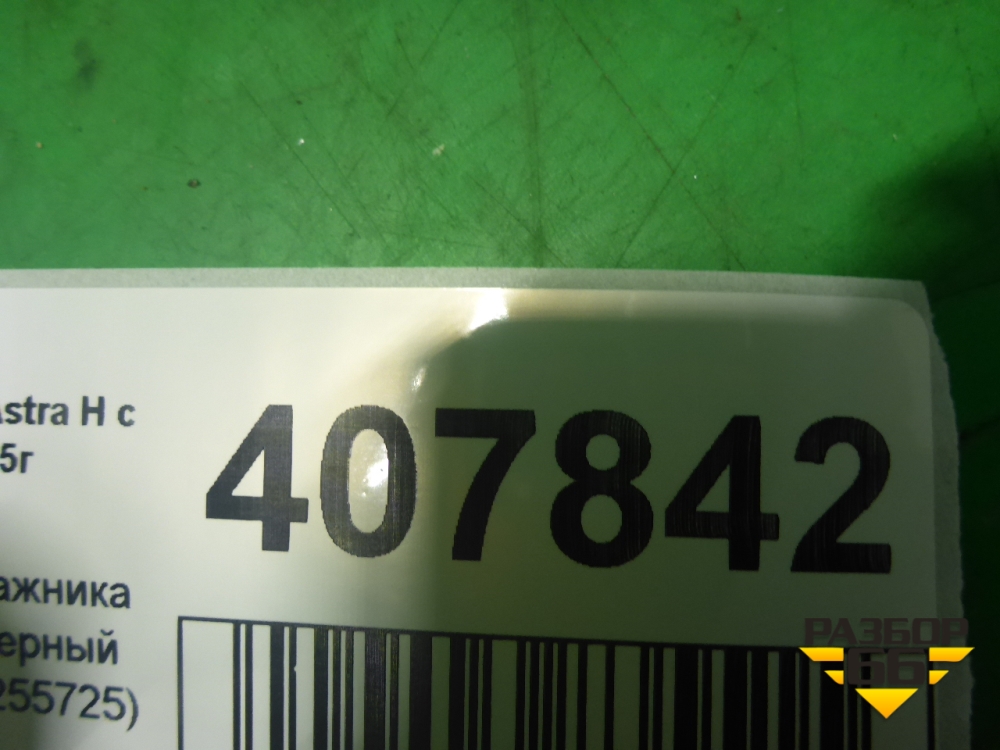 Astra H с
5г
407842
ажника
ерный
255725)
РАЗБОР
66